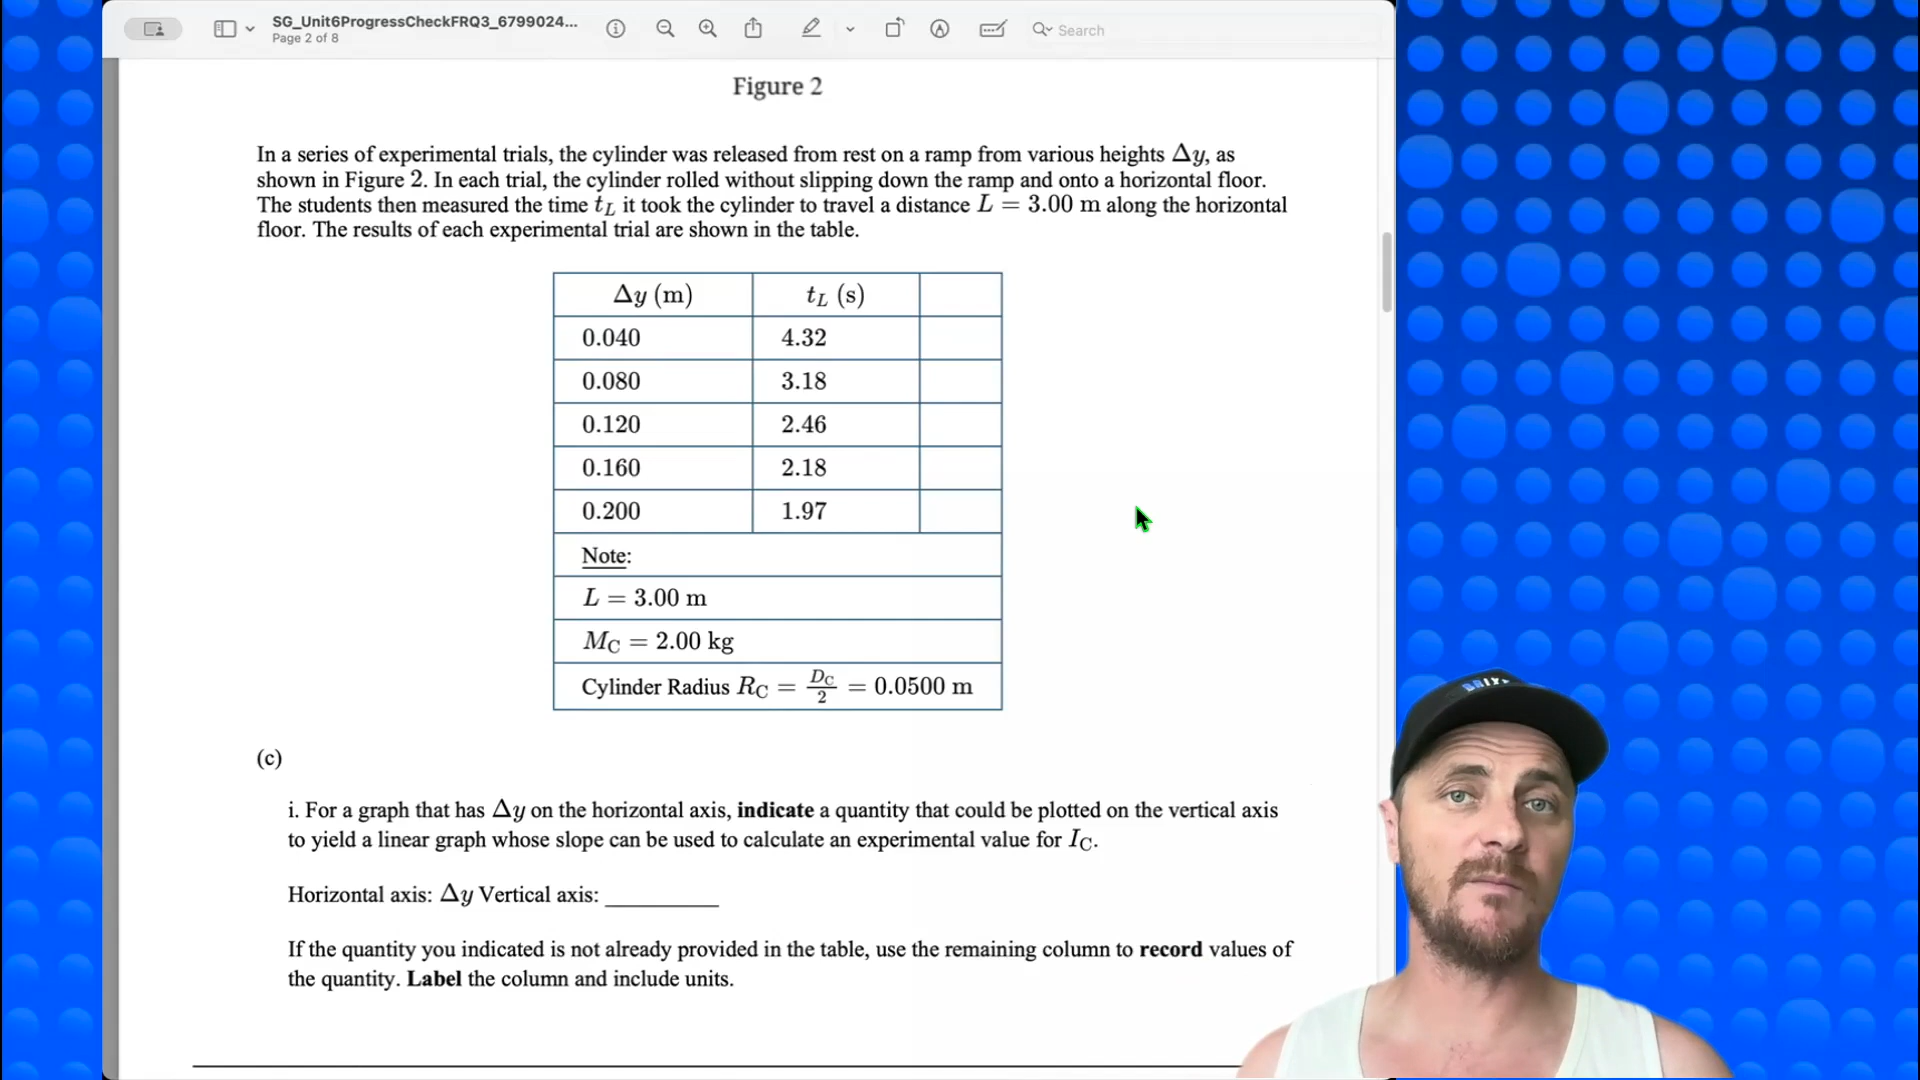 SG_Unit6ProgressCheckFRQ3_6799024...
Page 2 of 8
Search
Figure 2
In a series of experimental trials, the cylinder was released from rest on a ramp from various heights Δy, as
shown in Figure 2. In each trial, the cylinder rolled without slipping down the ramp and onto a horizontal floor.
The students then measured the time t_L it took the cylinder to travel a distance L = 3.00 m along the horizontal
floor. The results of each experimental trial are shown in the table.
Δy (m) t_L (s)
0.040 4.32
0.080 3.18
0.120 2.46
0.160 2.18
0.200 1.97
Note:
L = 3.00 m
M_C = 2.00 kg
Cylinder Radius R_C = D_C/2 = 0.0500 m
(c)
i. For a graph that has Δy on the horizontal axis, indicate a quantity that could be plotted on the vertical axis
to yield a linear graph whose slope can be used to calculate an experimental value for I_C.
Horizontal axis: Δy Vertical axis: __________
If the quantity you indicated is not already provided in the table, use the remaining column to record values of
the quantity. Label the column and include units.